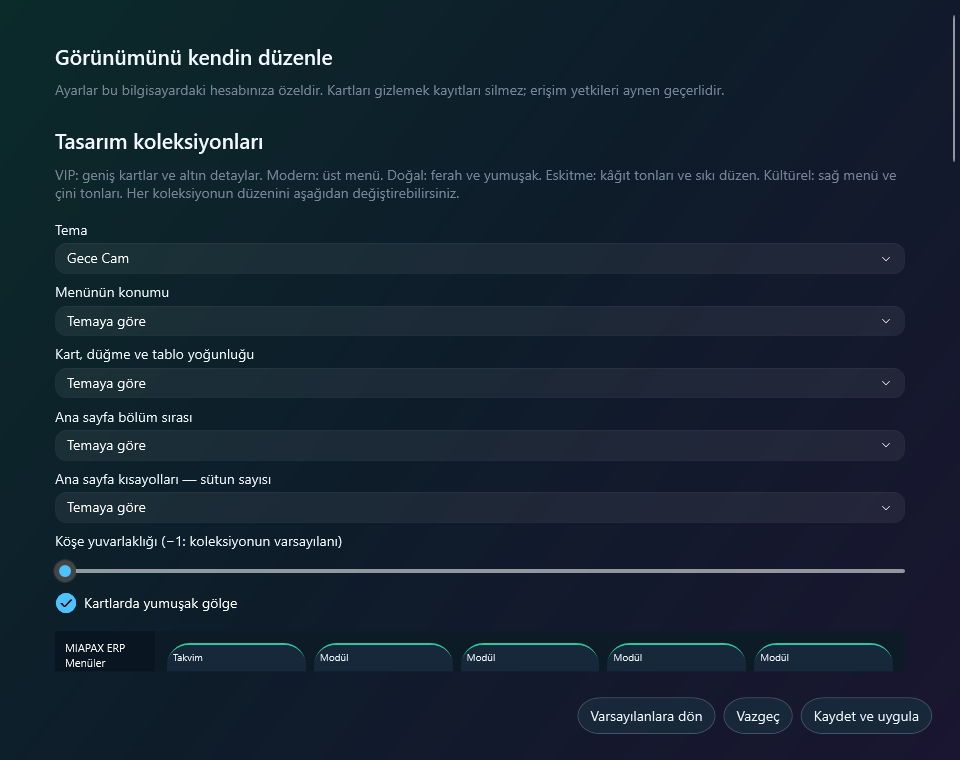 Görünümünü kendin düzenle
Ayarlar bu bilgisayardaki hesabınıza özeldir. Kartları gizlemek kayıtları silmez; erişim yetkileri aynen geçerlidir.
Tasarım koleksiyonları
VIP: geniş kartlar ve altın detaylar. Modern: üst menü. Doğal: ferah ve yumuşak. Eskitme: kâğıt tonları ve sıkı düzen. Kültürel: sağ menü ve
çini tonları. Her koleksiyonun düzenini aşağıdan değiştirebilirsiniz.
Tema
Gece Cam
Menünün konumu
Temaya göre
Kart, düğme ve tablo yoğunluğu
Temaya göre
Ana sayfa bölüm sırası
Temaya göre
Ana sayfa kısayolları — sütun sayısı
Temaya göre
Köşe yuvarlaklığı (−1: koleksiyonun varsayılanı)
Kartlarda yumuşak gölge
MIAPAX ERP
Menüler
Takvim
Modül
Modül
Modül
Modül
Varsayılanlara dön
Vazgeç
Kaydet ve uygula